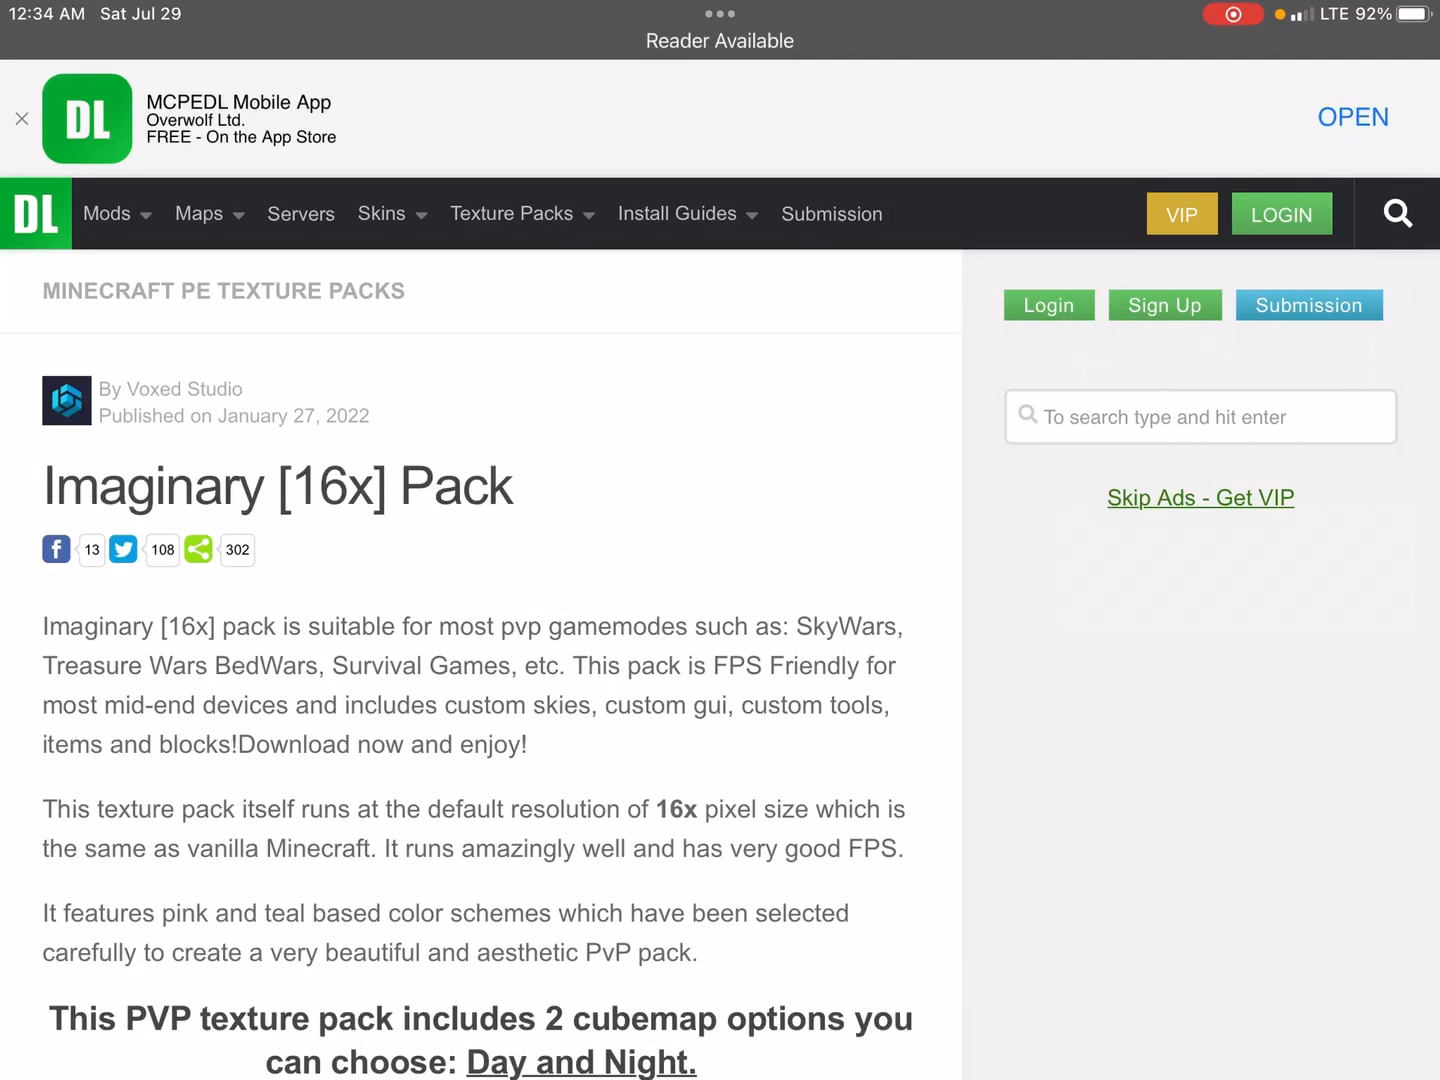 12:34 AM Sat Jul 29
LTE 92%
Reader Available
DL
MCPEDL Mobile App
Overwolf Ltd.
FREE - On the App Store
OPEN
DL Mods Maps Servers Skins Texture Packs Install Guides Submission VIP LOGIN
MINECRAFT PE TEXTURE PACKS
Login Sign Up Submission
By Voxed Studio
Published on January 27, 2022
To search type and hit enter
Imaginary [16x] Pack
Skip Ads - Get VIP
f 13 108 302
Imaginary [16x] pack is suitable for most pvp gamemodes such as: SkyWars,
Treasure Wars BedWars, Survival Games, etc. This pack is FPS Friendly for
most mid-end devices and includes custom skies, custom gui, custom tools,
items and blocks!Download now and enjoy!
This texture pack itself runs at the default resolution of 16x pixel size which is
the same as vanilla Minecraft. It runs amazingly well and has very good FPS.
It features pink and teal based color schemes which have been selected
carefully to create a very beautiful and aesthetic PvP pack.
This PVP texture pack includes 2 cubemap options you
can choose: Day and Night.